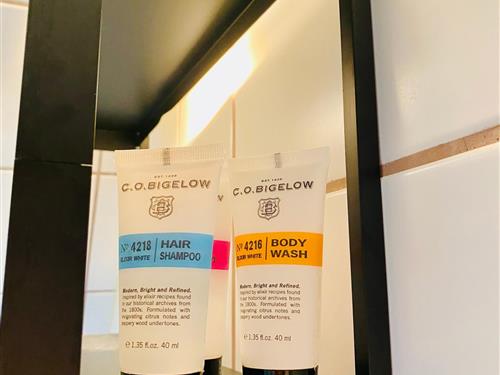 EST. 1838
C.O.BIGELOW
Nº 4218
ELIXIR WHITE
HAIR
SHAMPOO
Modern, Bright and Refined.
Inspired by elixir recipes found
in our historical archives from
the 1800s. Formulated with
invigorating citrus notes and
peppery wood undertones.
e 1.35 fl.oz. 40 ml
EST. 1838
C.O.BIGELOW
Nº 4216
ELIXIR WHITE
BODY
WASH
Modern, Bright and Refined.
Inspired by elixir recipes found
in our historical archives from
the 1800s. Formulated with
invigorating citrus notes and
peppery wood undertones.
e 1.35 fl.oz. 40 ml